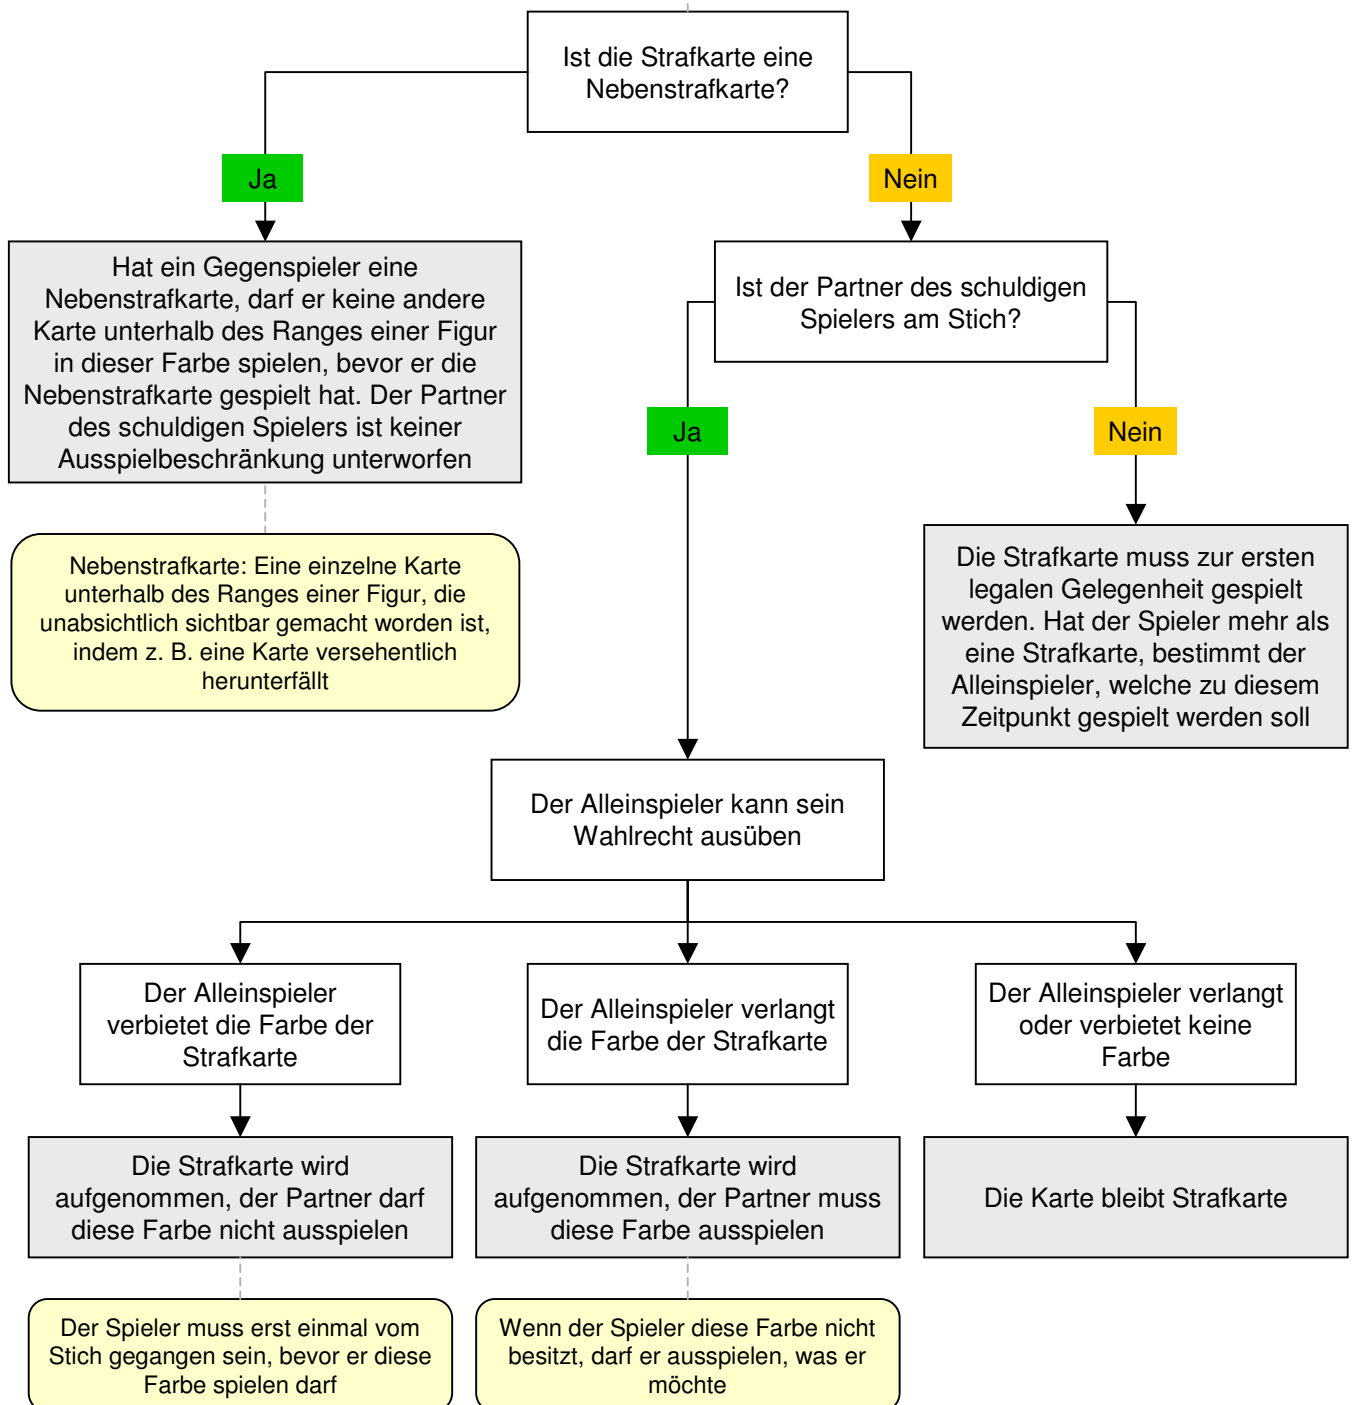 Ist die Strafkarte eine
Nebenstrafkarte?
Ja
Nein
Hat ein Gegenspieler eine
Nebenstrafkarte, darf er keine andere
Karte unterhalb des Ranges einer Figur
in dieser Farbe spielen, bevor er die
Nebenstrafkarte gespielt hat. Der Partner
des schuldigen Spielers ist keiner
Ausspielbeschränkung unterworfen
Ist der Partner des schuldigen
Spielers am Stich?
Ja
Nein
Nebenstrafkarte: Eine einzelne Karte
unterhalb des Ranges einer Figur, die
unabsichtlich sichtbar gemacht worden ist,
indem z. B. eine Karte versehentlich
herunterfällt
Die Strafkarte muss zur ersten
legalen Gelegenheit gespielt
werden. Hat der Spieler mehr als
eine Strafkarte, bestimmt der
Alleinspieler, welche zu diesem
Zeitpunkt gespielt werden soll
Der Alleinspieler kann sein
Wahlrecht ausüben
Der Alleinspieler
verbietet die Farbe der
Strafkarte
Der Alleinspieler verlangt
die Farbe der Strafkarte
Der Alleinspieler verlangt
oder verbietet keine
Farbe
Die Strafkarte wird
aufgenommen, der Partner darf
diese Farbe nicht ausspielen
Die Strafkarte wird
aufgenommen, der Partner muss
diese Farbe ausspielen
Die Karte bleibt Strafkarte
Der Spieler muss erst einmal vom
Stich gegangen sein, bevor er diese
Farbe spielen darf
Wenn der Spieler diese Farbe nicht
besitzt, darf er ausspielen, was er
möchte